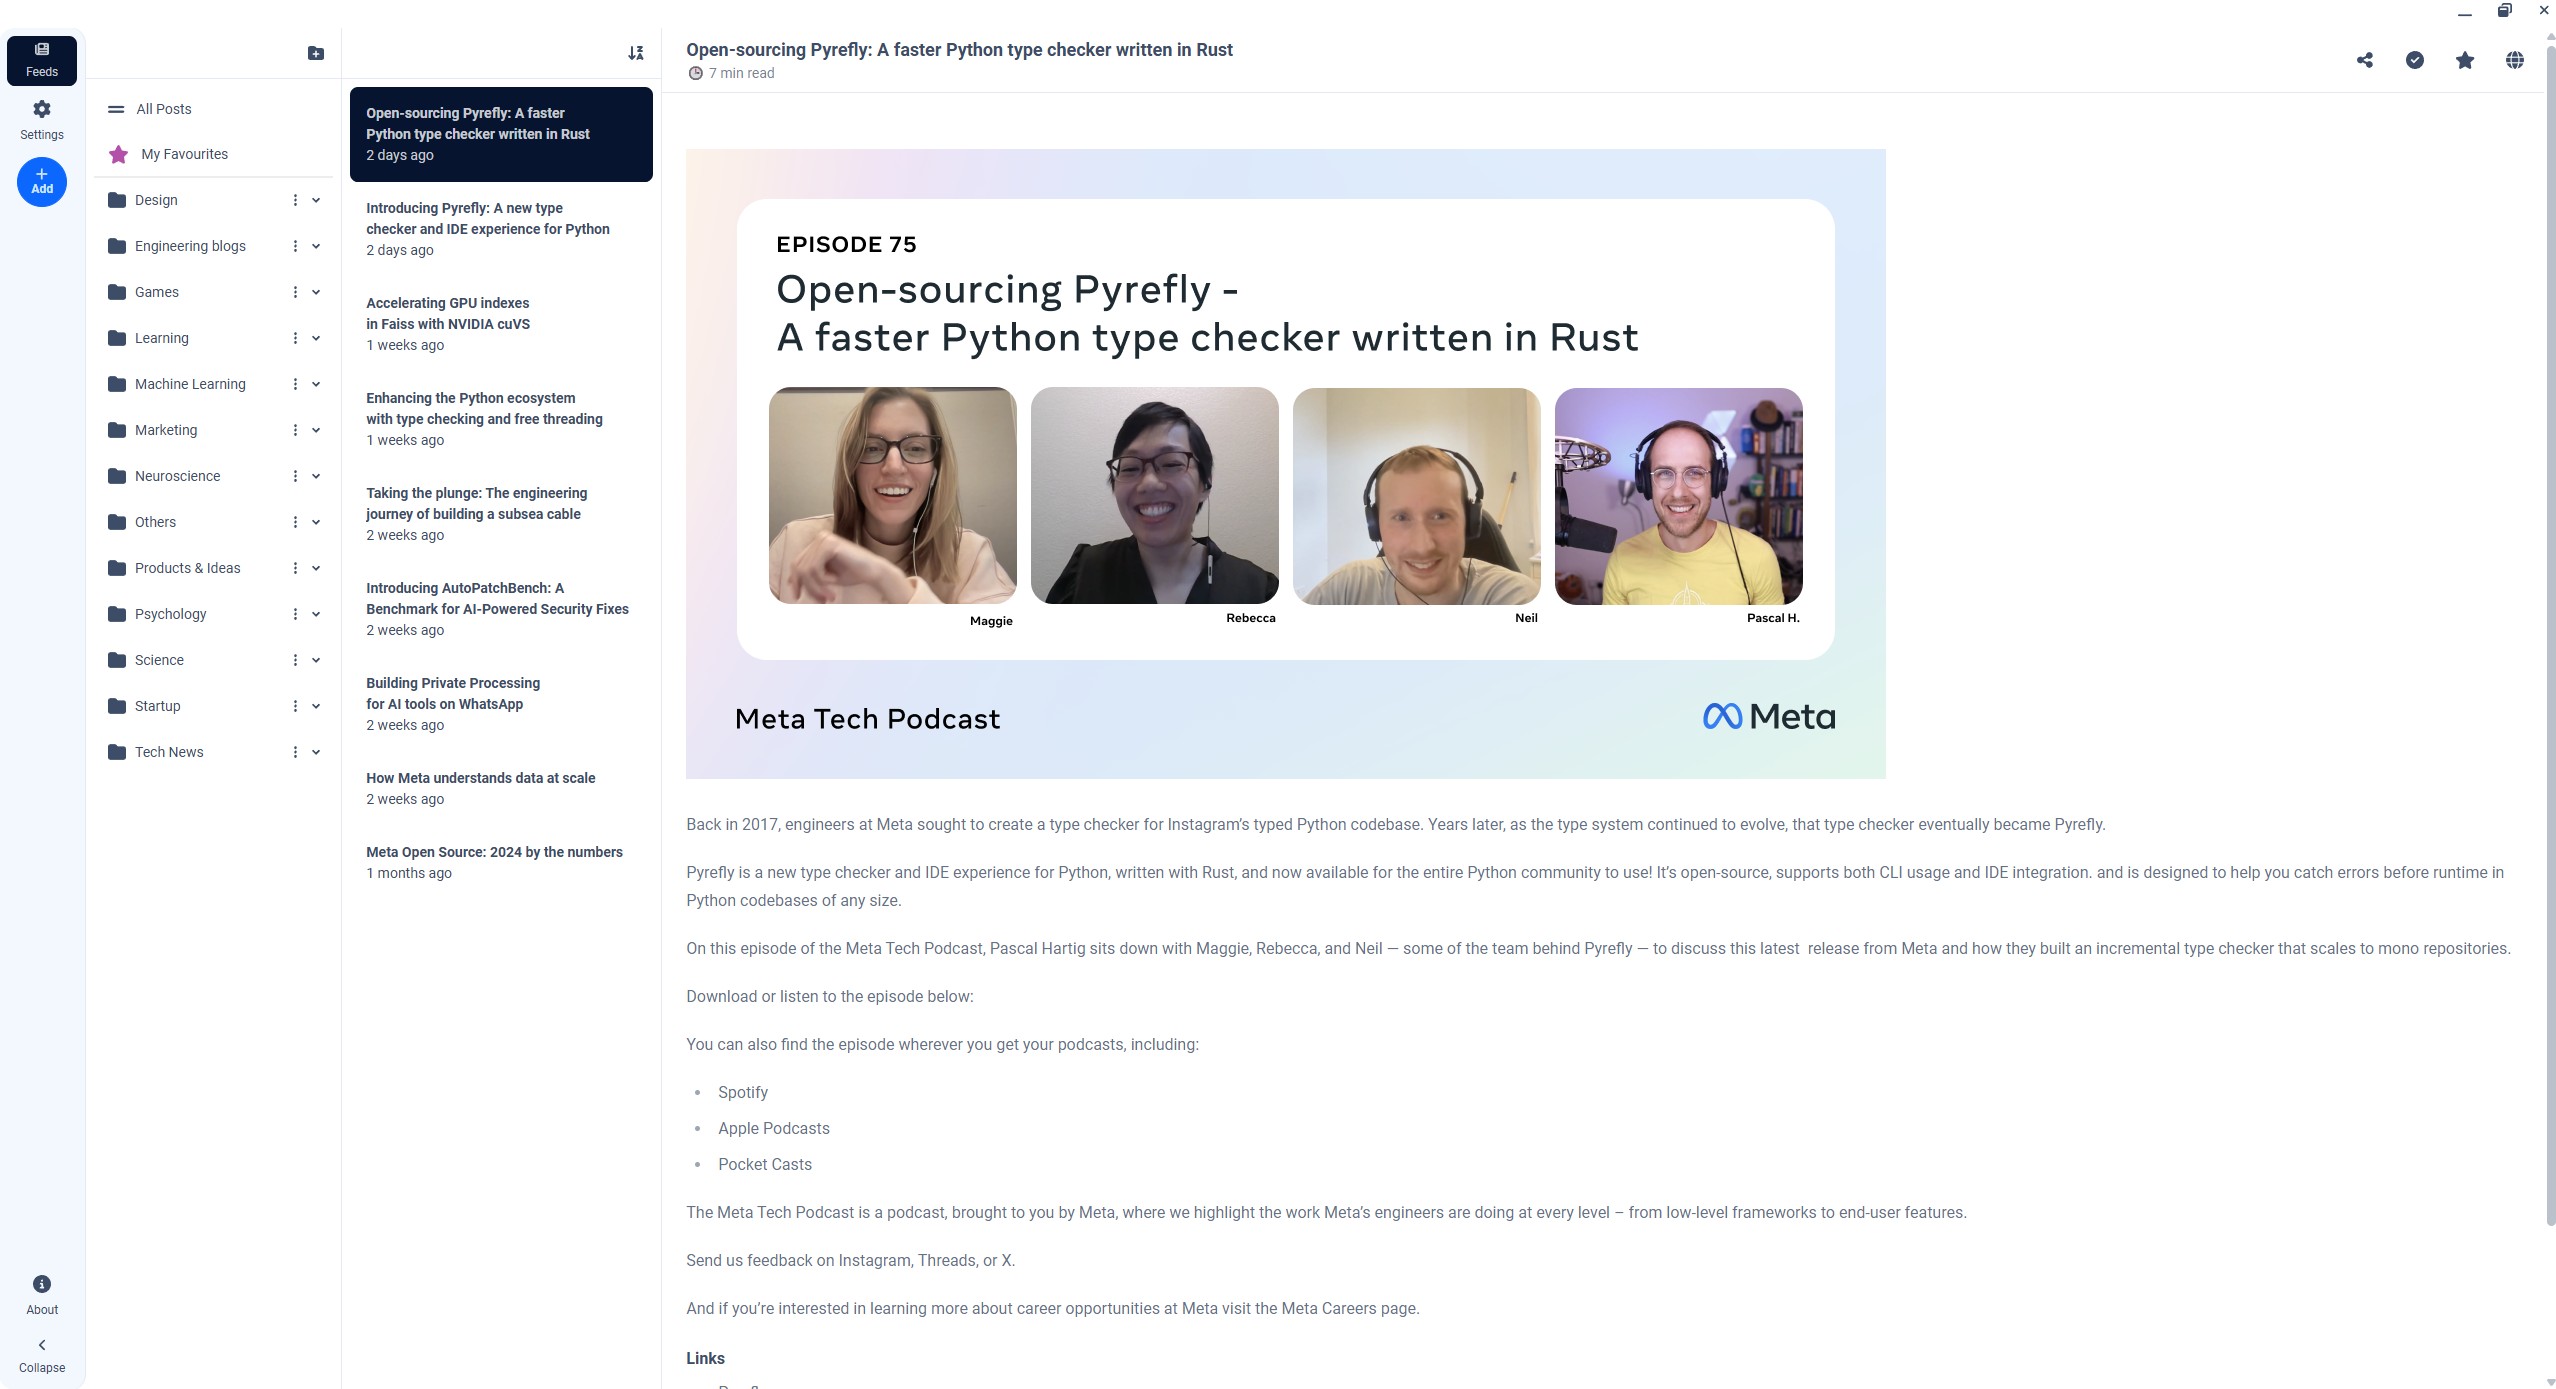 Feeds
Settings
Add
About
Collapse
All Posts
My Favourites
Design
Engineering blogs
Games
Learning
Machine Learning
Marketing
Neuroscience
Others
Products & Ideas
Psychology
Science
Startup
Tech News
Open-sourcing Pyrefly: A faster
Python type checker written in Rust
2 days ago
Introducing Pyrefly: A new type
checker and IDE experience for Python
2 days ago
Accelerating GPU indexes
in Faiss with NVIDIA cuVS
1 weeks ago
Enhancing the Python ecosystem
with type checking and free threading
1 weeks ago
Taking the plunge: The engineering
journey of building a subsea cable
2 weeks ago
Introducing AutoPatchBench: A
Benchmark for AI-Powered Security Fixes
2 weeks ago
Building Private Processing
for AI tools on WhatsApp
2 weeks ago
How Meta understands data at scale
2 weeks ago
Meta Open Source: 2024 by the numbers
1 months ago
Open-sourcing Pyrefly: A faster Python type checker written in Rust
7 min read
EPISODE 75
Open-sourcing Pyrefly -
A faster Python type checker written in Rust
Maggie
Rebecca
Neil
Pascal H.
Meta Tech Podcast
Meta
Back in 2017, engineers at Meta sought to create a type checker for Instagram’s typed Python codebase. Years later, as the type system continued to evolve, that type checker eventually became Pyrefly.
Pyrefly is a new type checker and IDE experience for Python, written with Rust, and now available for the entire Python community to use! It’s open-source, supports both CLI usage and IDE integration. and is designed to help you catch errors before runtime in
Python codebases of any size.
On this episode of the Meta Tech Podcast, Pascal Hartig sits down with Maggie, Rebecca, and Neil — some of the team behind Pyrefly — to discuss this latest  release from Meta and how they built an incremental type checker that scales to mono repositories.
Download or listen to the episode below:
You can also find the episode wherever you get your podcasts, including:
Spotify
Apple Podcasts
Pocket Casts
The Meta Tech Podcast is a podcast, brought to you by Meta, where we highlight the work Meta’s engineers are doing at every level – from low-level frameworks to end-user features.
Send us feedback on Instagram, Threads, or X.
And if you’re interested in learning more about career opportunities at Meta visit the Meta Careers page.
Links